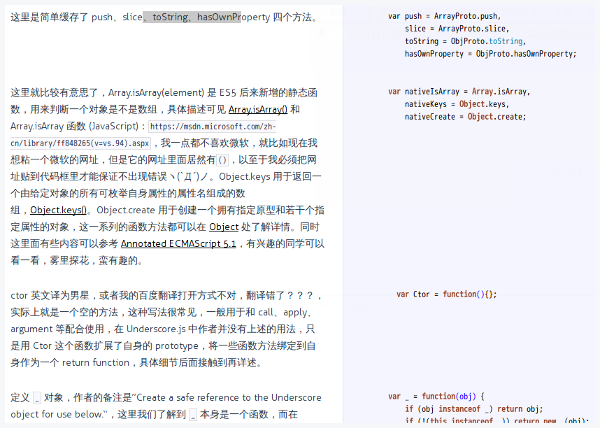 这里是简单缓存了 push、slice、toString、hasOwnProperty 四个方法。
var push = ArrayProto.push,
slice = ArrayProto.slice,
toString = ObjProto.toString,
hasOwnProperty = ObjProto.hasOwnProperty;
这里就比较有意思了，Array.isArray(element) 是 ES5 后来新增的静态函
数，用来判断一个对象是不是数组，具体描述可见 Array.isArray() 和
Array.isArray 函数 (JavaScript)：https://msdn.microsoft.com/zh-
cn/library/ff848265(v=vs.94).aspx，我一点都不喜欢微软，就比如现在我
想粘一个微软的网址，但是它的网址里面居然有 ()，以至于我必须把网
址贴到代码框里才能保证不出现错误ヽ(`Д´)ノ。Object.keys 用于返回一
个由给定对象的所有可枚举自身属性的属性名组成的数
组，Object.keys()。Object.create 用于创建一个拥有指定原型和若干个指
定属性的对象，这一系列的函数方法都可以在 Object 处了解详情。同时
这里面有些内容可以参考 Annotated ECMAScript 5.1，有兴趣的同学可以
看一看，雾里探花，蛮有趣的。
var nativeIsArray = Array.isArray,
nativeKeys = Object.keys,
nativeCreate = Object.create;
ctor 英文译为男星，或者我的百度翻译打开方式不对，翻译错了？？？，
实际上就是一个空的方法，这种写法很常见，一般用于和 call、apply、
argument 等配合使用，在 Underscore.js 中作者并没有上述的用法，只
是用 Ctor 这个函数扩展了自身的 prototype，将一些函数方法绑定到自
身作为一个 return function，具体细节后面接触到再详述。
var Ctor = function(){};
定义 _ 对象，作者的备注是"Create a safe reference to the Underscore
object for use below."，这里我们了解到 _ 本身是一个函数，而在
var _ = function(obj) {
if (obj instanceof _) return obj;
if (!(this instanceof _)) return new _(obj);